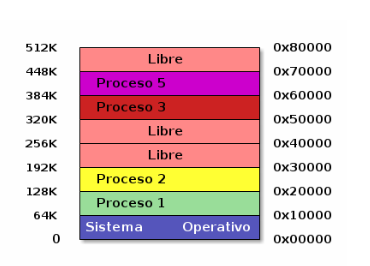 512K 0x80000
Libre
448K 0x70000
Proceso 5
384K 0x60000
Proceso 3
320K 0x50000
Libre
256K 0x40000
Libre
192K 0x30000
Proceso 2
128K 0x20000
Proceso 1
64K 0x10000
Sistema Operativo
0 0x00000